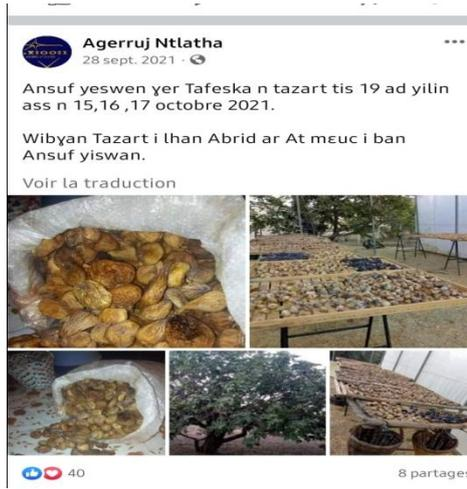 Agerruj Ntlatha
28 sept. 2021 ·
Ansuf yeswen ɣer Tafeska n tazart tis 19 ad yilin
ass n 15,16 ,17 octobre 2021.
Wibɣan Tazart i lhan Abrid ar At mɛuc i ban
Ansuf yiswan.
Voir la traduction
40
8 partages